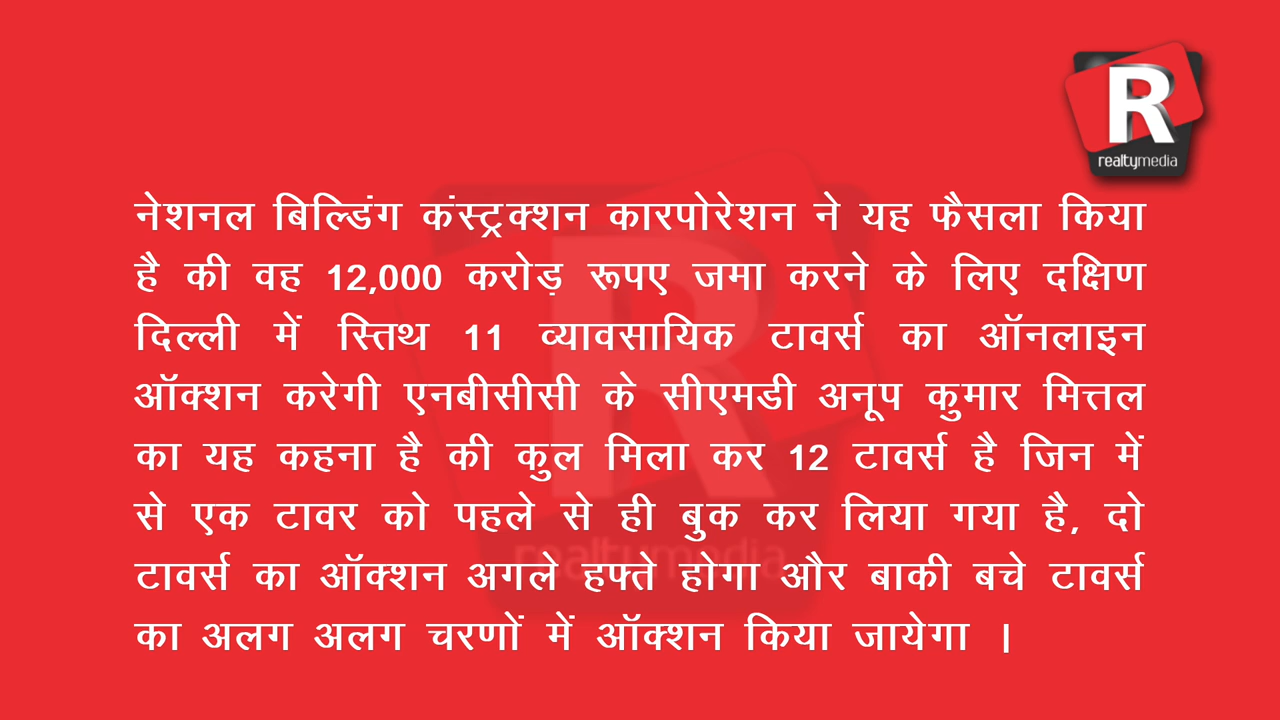 R
realtymedia
नेशनल बिल्डिंग कंस्ट्रक्शन कारपोरेशन ने यह फैसला किया
है की वह 12,000 करोड़ रूपए जमा करने के लिए दक्षिण
दिल्ली में स्तिथ 11 व्यावसायिक टावर्स का ऑनलाइन
ऑक्शन करेगी एनबीसीसी के सीएमडी अनूप कुमार मित्तल
का यह कहना है की कुल मिला कर 12 टावर्स है जिन में
से एक टावर को पहले से ही बुक कर लिया गया है, दो
टावर्स का ऑक्शन अगले हफ्ते होगा और बाकी बचे टावर्स
का अलग अलग चरणों में ऑक्शन किया जायेगा ।
R
realtymedia